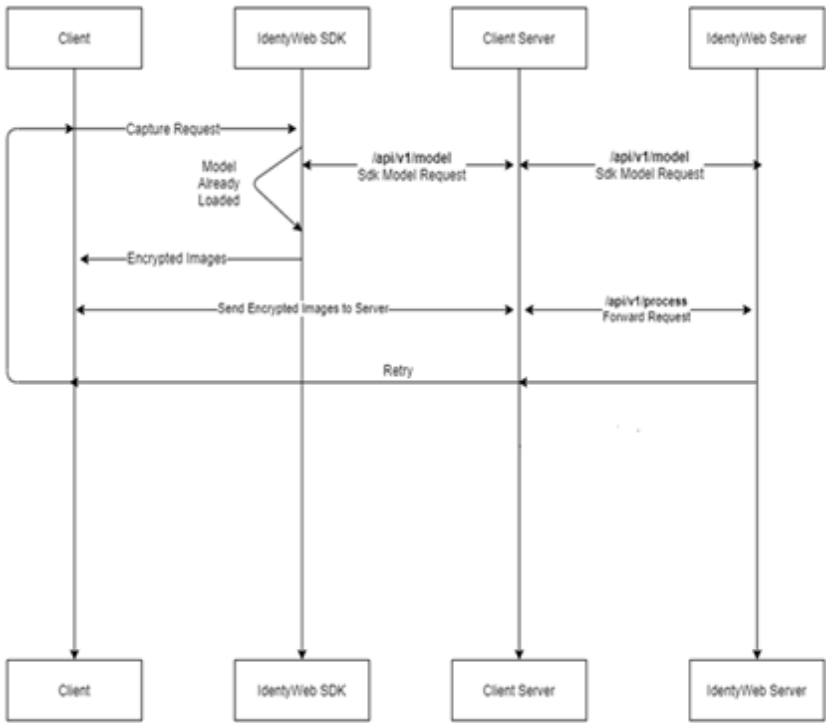 Client
IdentyWeb SDK
Client Server
IdentyWeb Server
Capture Request
Model
Already
Loaded
/api/v1/model
Sdk Model Request
/api/v1/model
Sdk Model Request
Encrypted Images
Send Encrypted Images to Server
/api/v1/process
Forward Request
Retry
Client
IdentyWeb SDK
Client Server
IdentyWeb Server